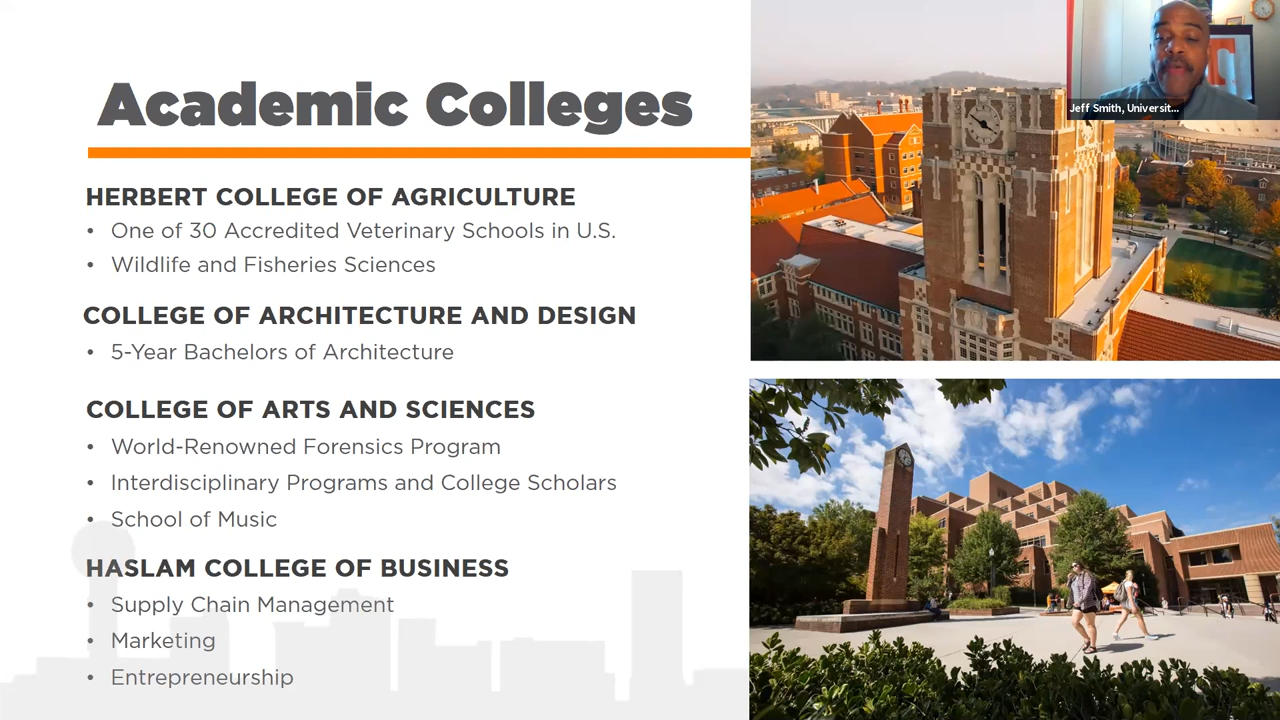 Academic Colleges
HERBERT COLLEGE OF AGRICULTURE
• One of 30 Accredited Veterinary Schools in U.S.
• Wildlife and Fisheries Sciences
COLLEGE OF ARCHITECTURE AND DESIGN
• 5-Year Bachelors of Architecture
COLLEGE OF ARTS AND SCIENCES
• World-Renowned Forensics Program
• Interdisciplinary Programs and College Scholars
• School of Music
HASLAM COLLEGE OF BUSINESS
• Supply Chain Management
• Marketing
• Entrepreneurship
Jeff Smith, Universit...